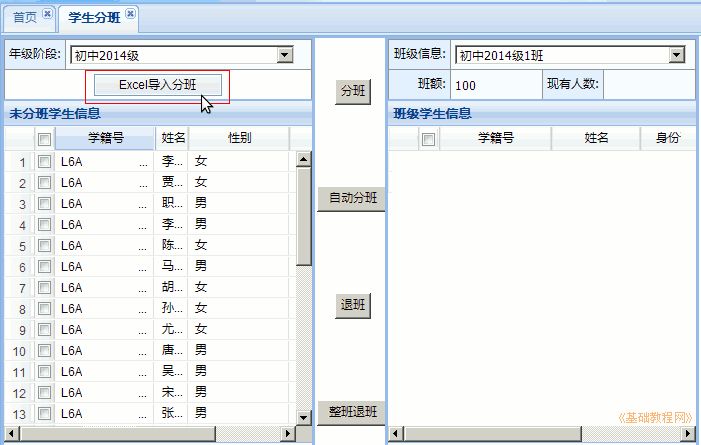 首页
学生分班
年级阶段: 初中2014级
Excel导入分班
未分班学生信息
学籍号 姓名 性别
1 L6A ... 李... 女
2 L6A ... 贾... 女
3 L6A ... 职... 男
4 L6A ... 李... 男
5 L6A ... 陈... 女
6 L6A ... 马... 男
7 L6A ... 胡... 女
8 L6A ... 孙... 女
9 L6A ... 尤... 女
10 L6A ... 唐... 男
11 L6A ... 吴... 男
12 L6A ... 宋... 男
13 L6A ... 张... 男
分班
自动分班
退班
整班退班
班级信息: 初中2014级1班
班额: 100 现有人数:
班级学生信息
学籍号 姓名 身份
《基础教程网》